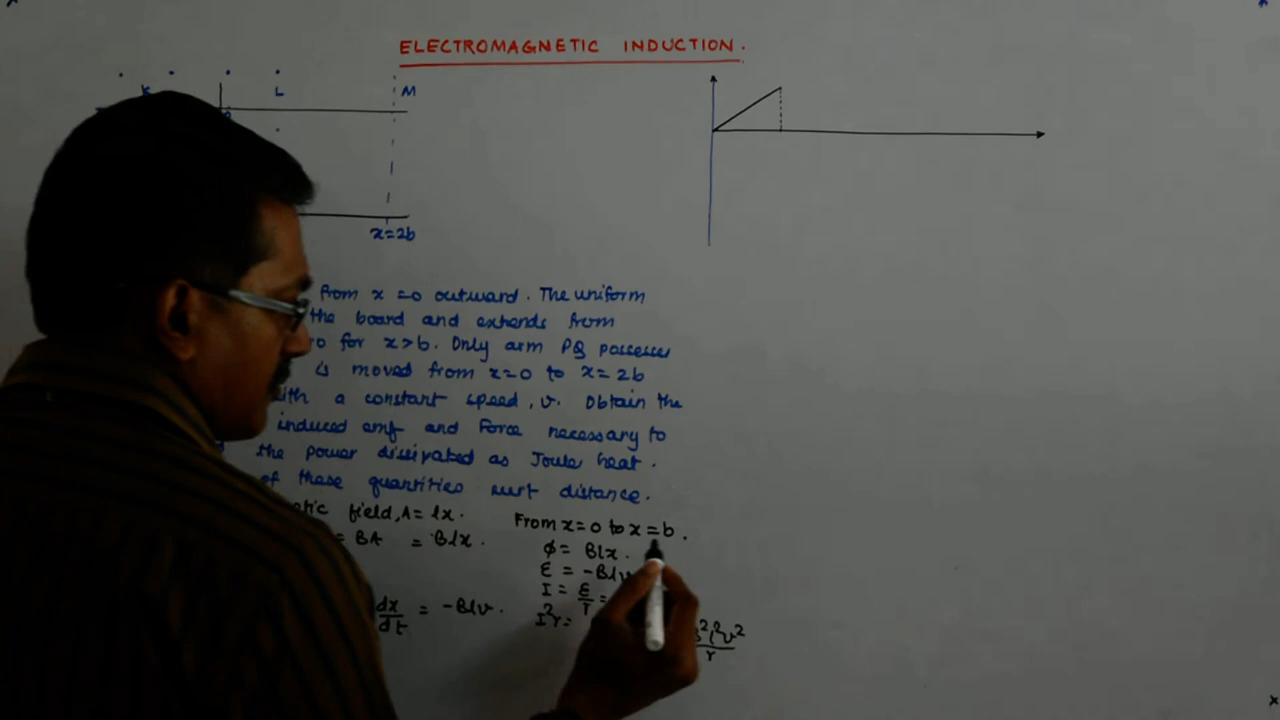 ELECTROMAGNETIC INDUCTION.
K L M
x=2b
from x=0 outward. The uniform
the board and extends from
for x>b. Only arm PQ possesses
is moved from x=0 to x=2b
with a constant speed, v. Obtain the
induced emf and Force necessary to
the power dissipated as Joule heat.
of these quantities wrt distance.
field, A = lx.
= BA = Blx.
dx/dt = -Blv.
From x=0 to x=b.
φ = Blx.
ε = -Blv
I = ε/r =
I²r =
B²l²v²/r